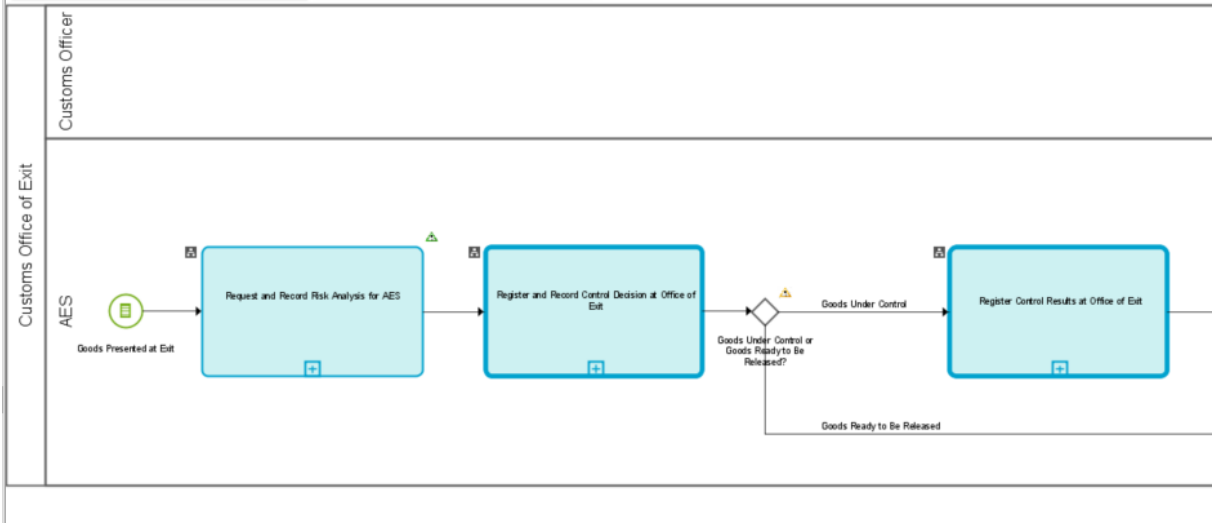 Customs Office of Exit
Customs Officer
AES
Goods Presented at Exit
Request and Record Risk Analysis for AES
Register and Record Control Decision at Office of
Exit
Goods Under Control or
Goods Ready to Be
Released?
Goods Under Control
Register Control Results at Office of Exit
Goods Ready to Be Released